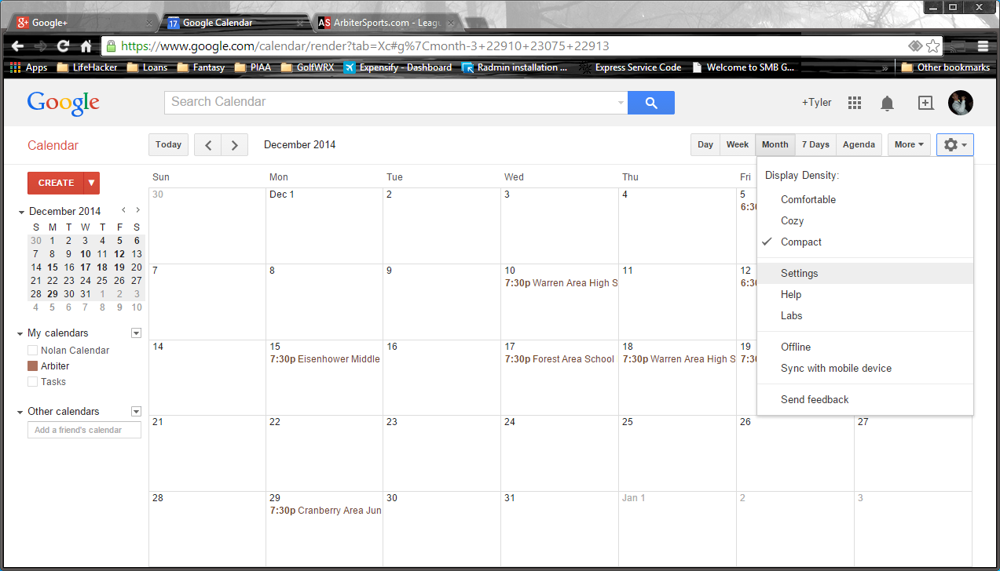 Google+
Google Calendar
ArbiterSports.com - Leagu
https://www.google.com/calendar/render?tab=Xc#g%7Cmonth-3+22910+23075+22913
Apps LifeHacker Loans Fantasy PIAA GolfWRX Expensify - Dashboard Radmin installation ... Express Service Code Welcome to SMB G... » Other bookmarks
Google
Search Calendar
+Tyler
Calendar
Today
December 2014
Day Week Month 7 Days Agenda More
CREATE
December 2014
S M T W T F S
30 1 2 3 4 5 6
7 8 9 10 11 12 13
14 15 16 17 18 19 20
21 22 23 24 25 26 27
28 29 30 31 1 2 3
4 5 6 7 8 9 10
My calendars
Nolan Calendar
Arbiter
Tasks
Other calendars
Add a friend's calendar
Sun Mon Tue Wed Thu Fri
30 Dec 1 2 3 4 5
6:3
7 8 9 10 11 12
7:30p Warren Area High S 6:3
14 15 16 17 18 19
7:30p Eisenhower Middle 7:30p Forest Area School 7:30p Warren Area High S 7:3
21 22 23 24 25 26 27
28 29 30 31 Jan 1 2 3
7:30p Cranberry Area Jun
Display Density:
Comfortable
Cozy
Compact
Settings
Help
Labs
Offline
Sync with mobile device
Send feedback